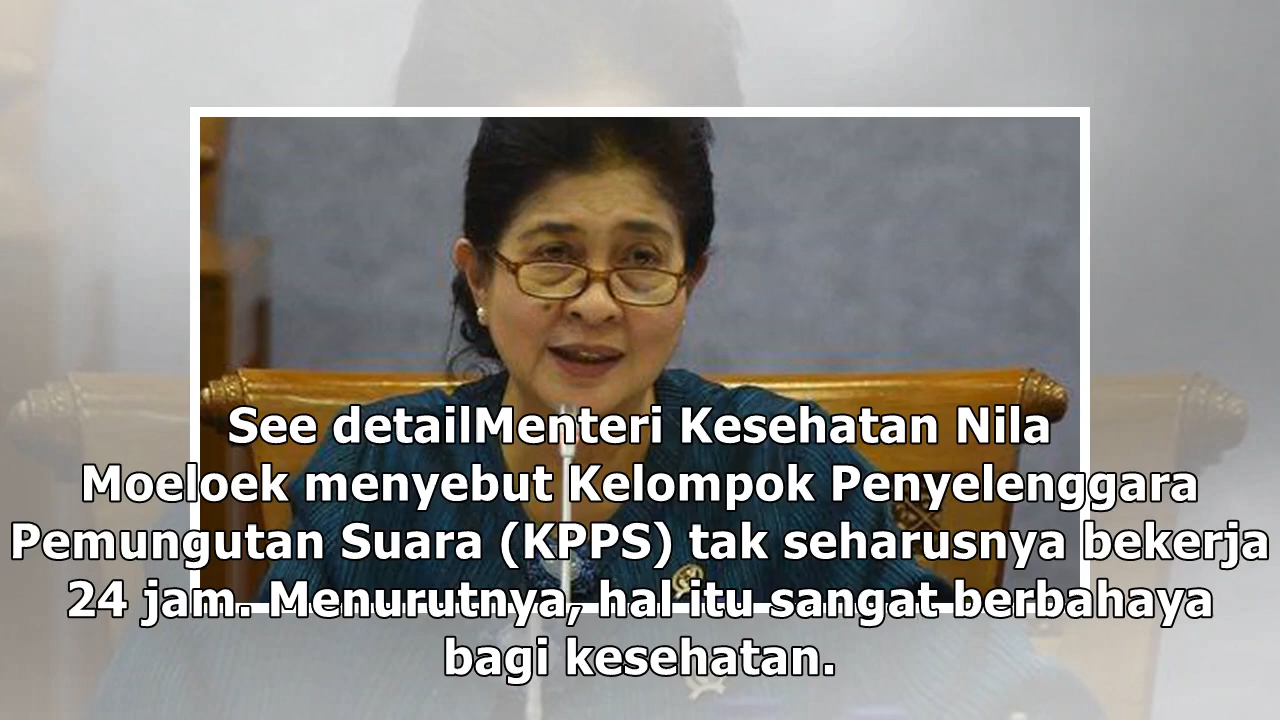 See detailMenteri Kesehatan Nila
Moeloek menyebut Kelompok Penyelenggara
Pemungutan Suara (KPPS) tak seharusnya bekerja
24 jam. Menurutnya, hal itu sangat berbahaya
bagi kesehatan.